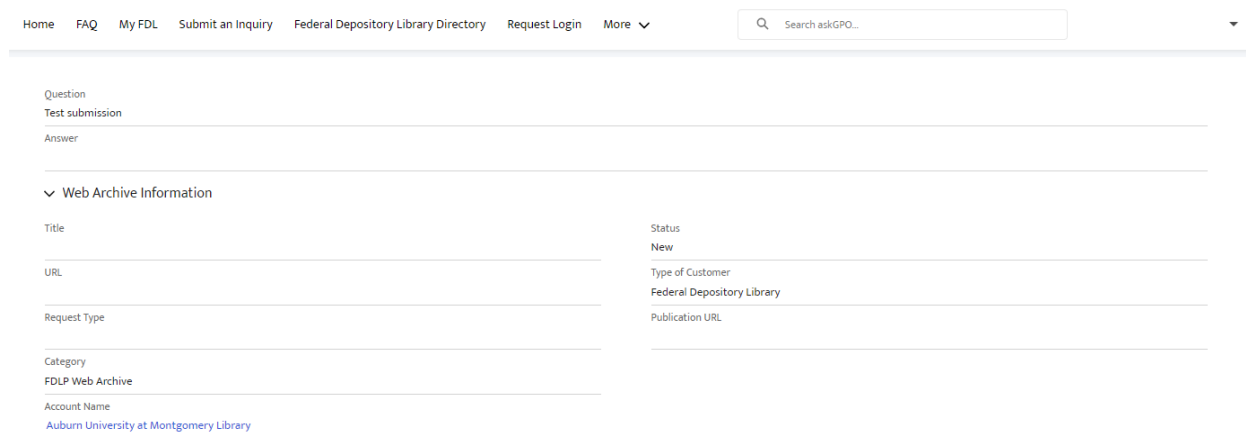 Home FAQ My FDL Submit an Inquiry Federal Depository Library Directory Request Login More Search askGPO...
Question
Test submission
Answer
Web Archive Information
Title Status
New
URL Type of Customer
Federal Depository Library
Request Type Publication URL
Category
FDLP Web Archive
Account Name
Auburn University at Montgomery Library